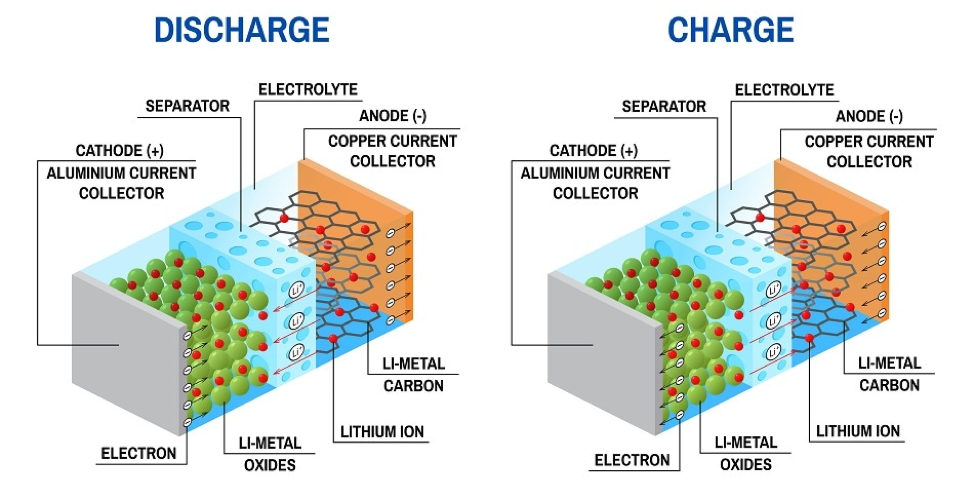 DISCHARGE
ELECTROLYTE
SEPARATOR
ANODE (-)
COPPER CURRENT
COLLECTOR
CATHODE (+)
ALUMINIUM CURRENT
COLLECTOR
Li+
Li+
Li+
LI-METAL
CARBON
LITHIUM ION
LI-METAL
OXIDES
ELECTRON
CHARGE
ELECTROLYTE
SEPARATOR
ANODE (-)
COPPER CURRENT
COLLECTOR
CATHODE (+)
ALUMINIUM CURRENT
COLLECTOR
Li+
Li+
Li+
LI-METAL
CARBON
LITHIUM ION
LI-METAL
OXIDES
ELECTRON